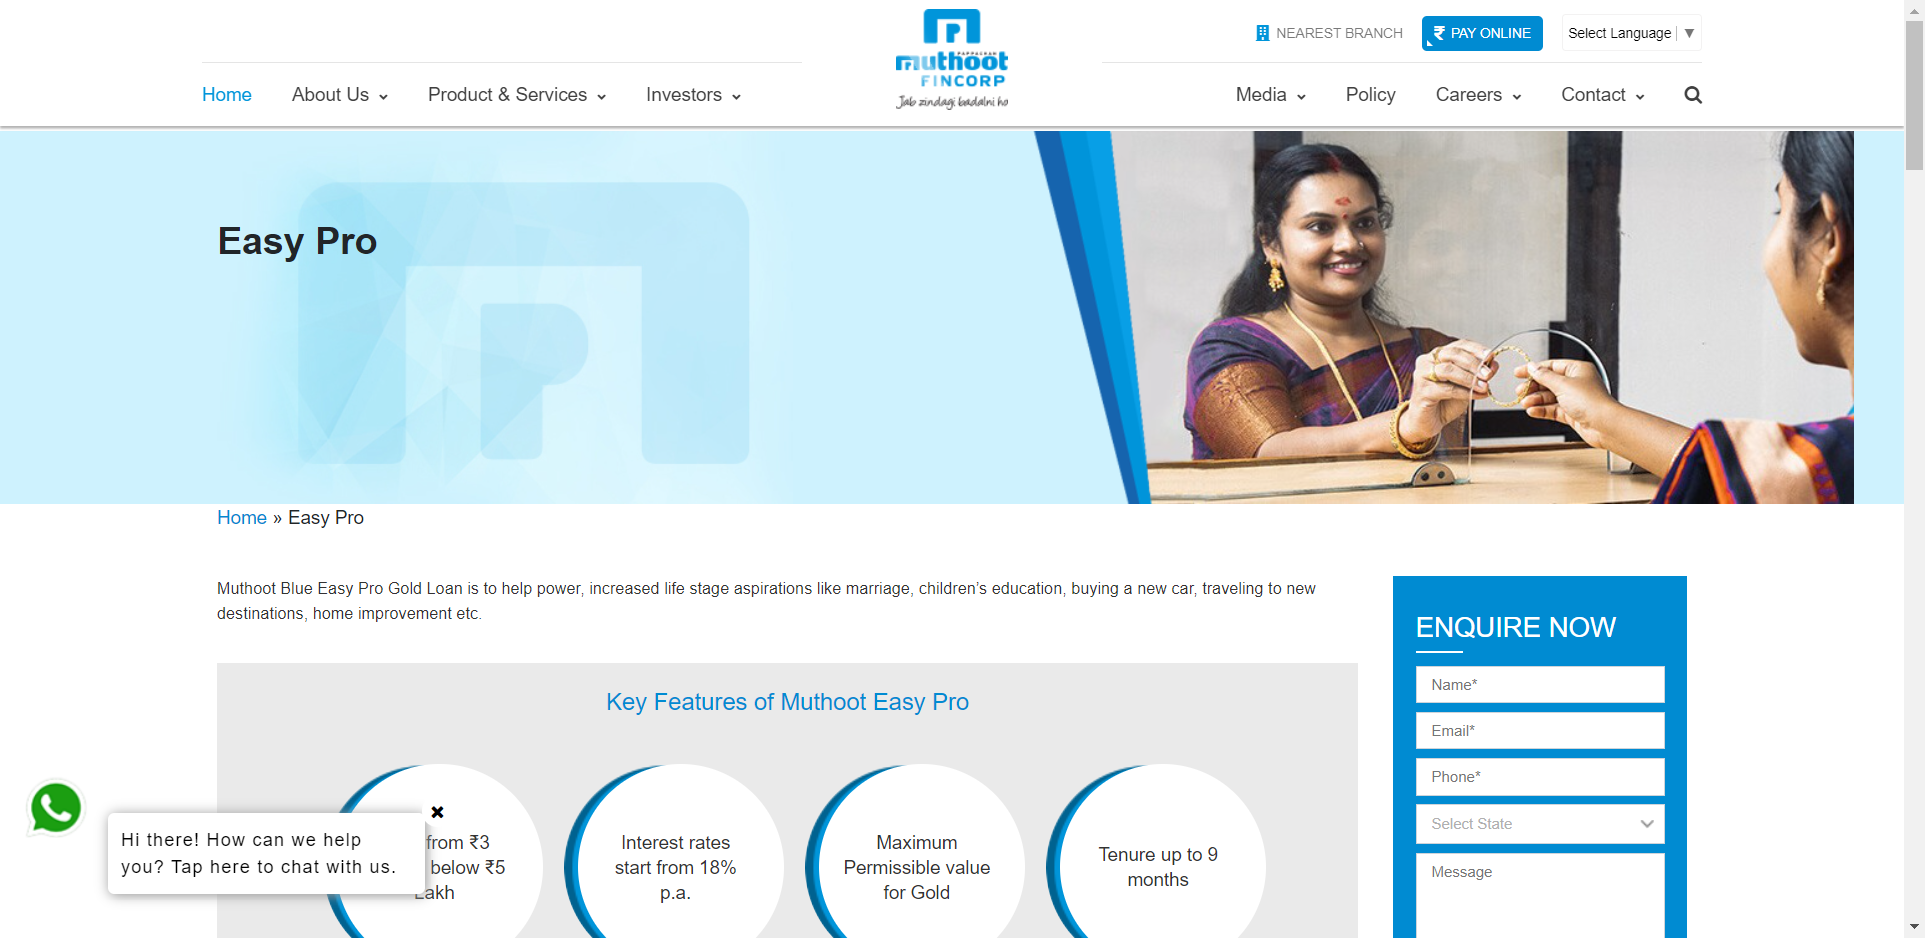 NEAREST BRANCH
PAY ONLINE
Select Language ▼
muthoot
FINCORP
Jab zindagi badalni ho
Home
About Us
Product & Services
Investors
Media
Policy
Careers
Contact
Easy Pro
Home » Easy Pro
Muthoot Blue Easy Pro Gold Loan is to help power, increased life stage aspirations like marriage, children’s education, buying a new car, traveling to new
destinations, home improvement etc.
Key Features of Muthoot Easy Pro
from ₹3
below ₹5
Lakh
Interest rates
start from 18%
p.a.
Maximum
Permissible value
for Gold
Tenure up to 9
months
Hi there! How can we help
you? Tap here to chat with us.
ENQUIRE NOW
Name*
Email*
Phone*
Select State
Message